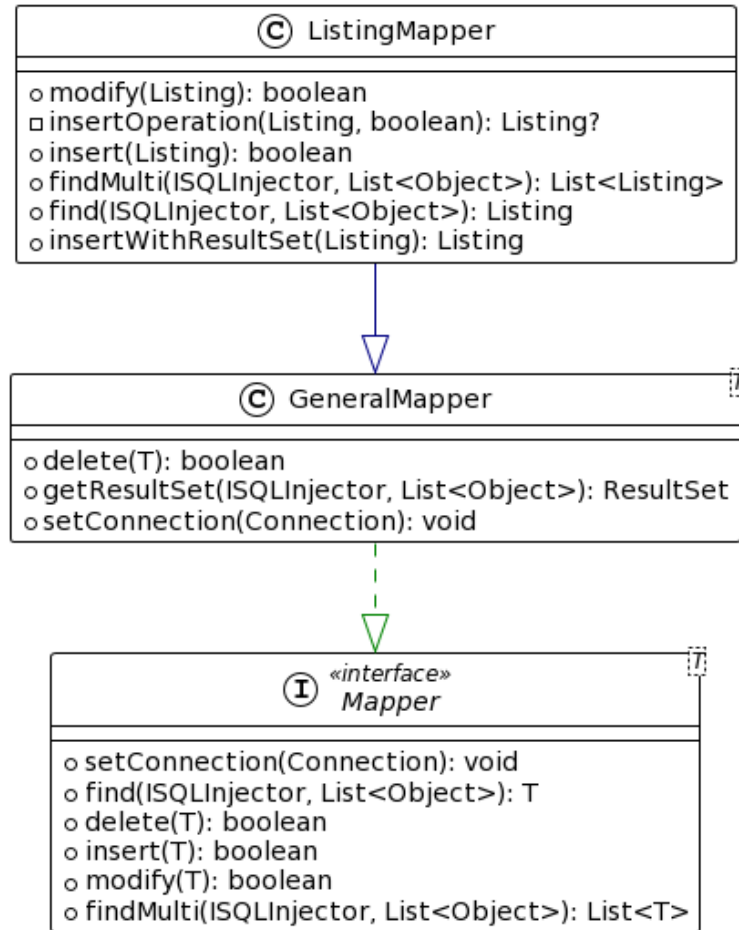 C ListingMapper
modify(Listing): boolean
insertOperation(Listing, boolean): Listing?
insert(Listing): boolean
findMulti(ISQLInjector, List<Object>): List<Listing>
find(ISQLInjector, List<Object>): Listing
insertWithResultSet(Listing): Listing
T
C GeneralMapper
delete(T): boolean
getResultSet(ISQLInjector, List<Object>): ResultSet
setConnection(Connection): void
T
«interface»
I Mapper
setConnection(Connection): void
find(ISQLInjector, List<Object>): T
delete(T): boolean
insert(T): boolean
modify(T): boolean
findMulti(ISQLInjector, List<Object>): List<T>